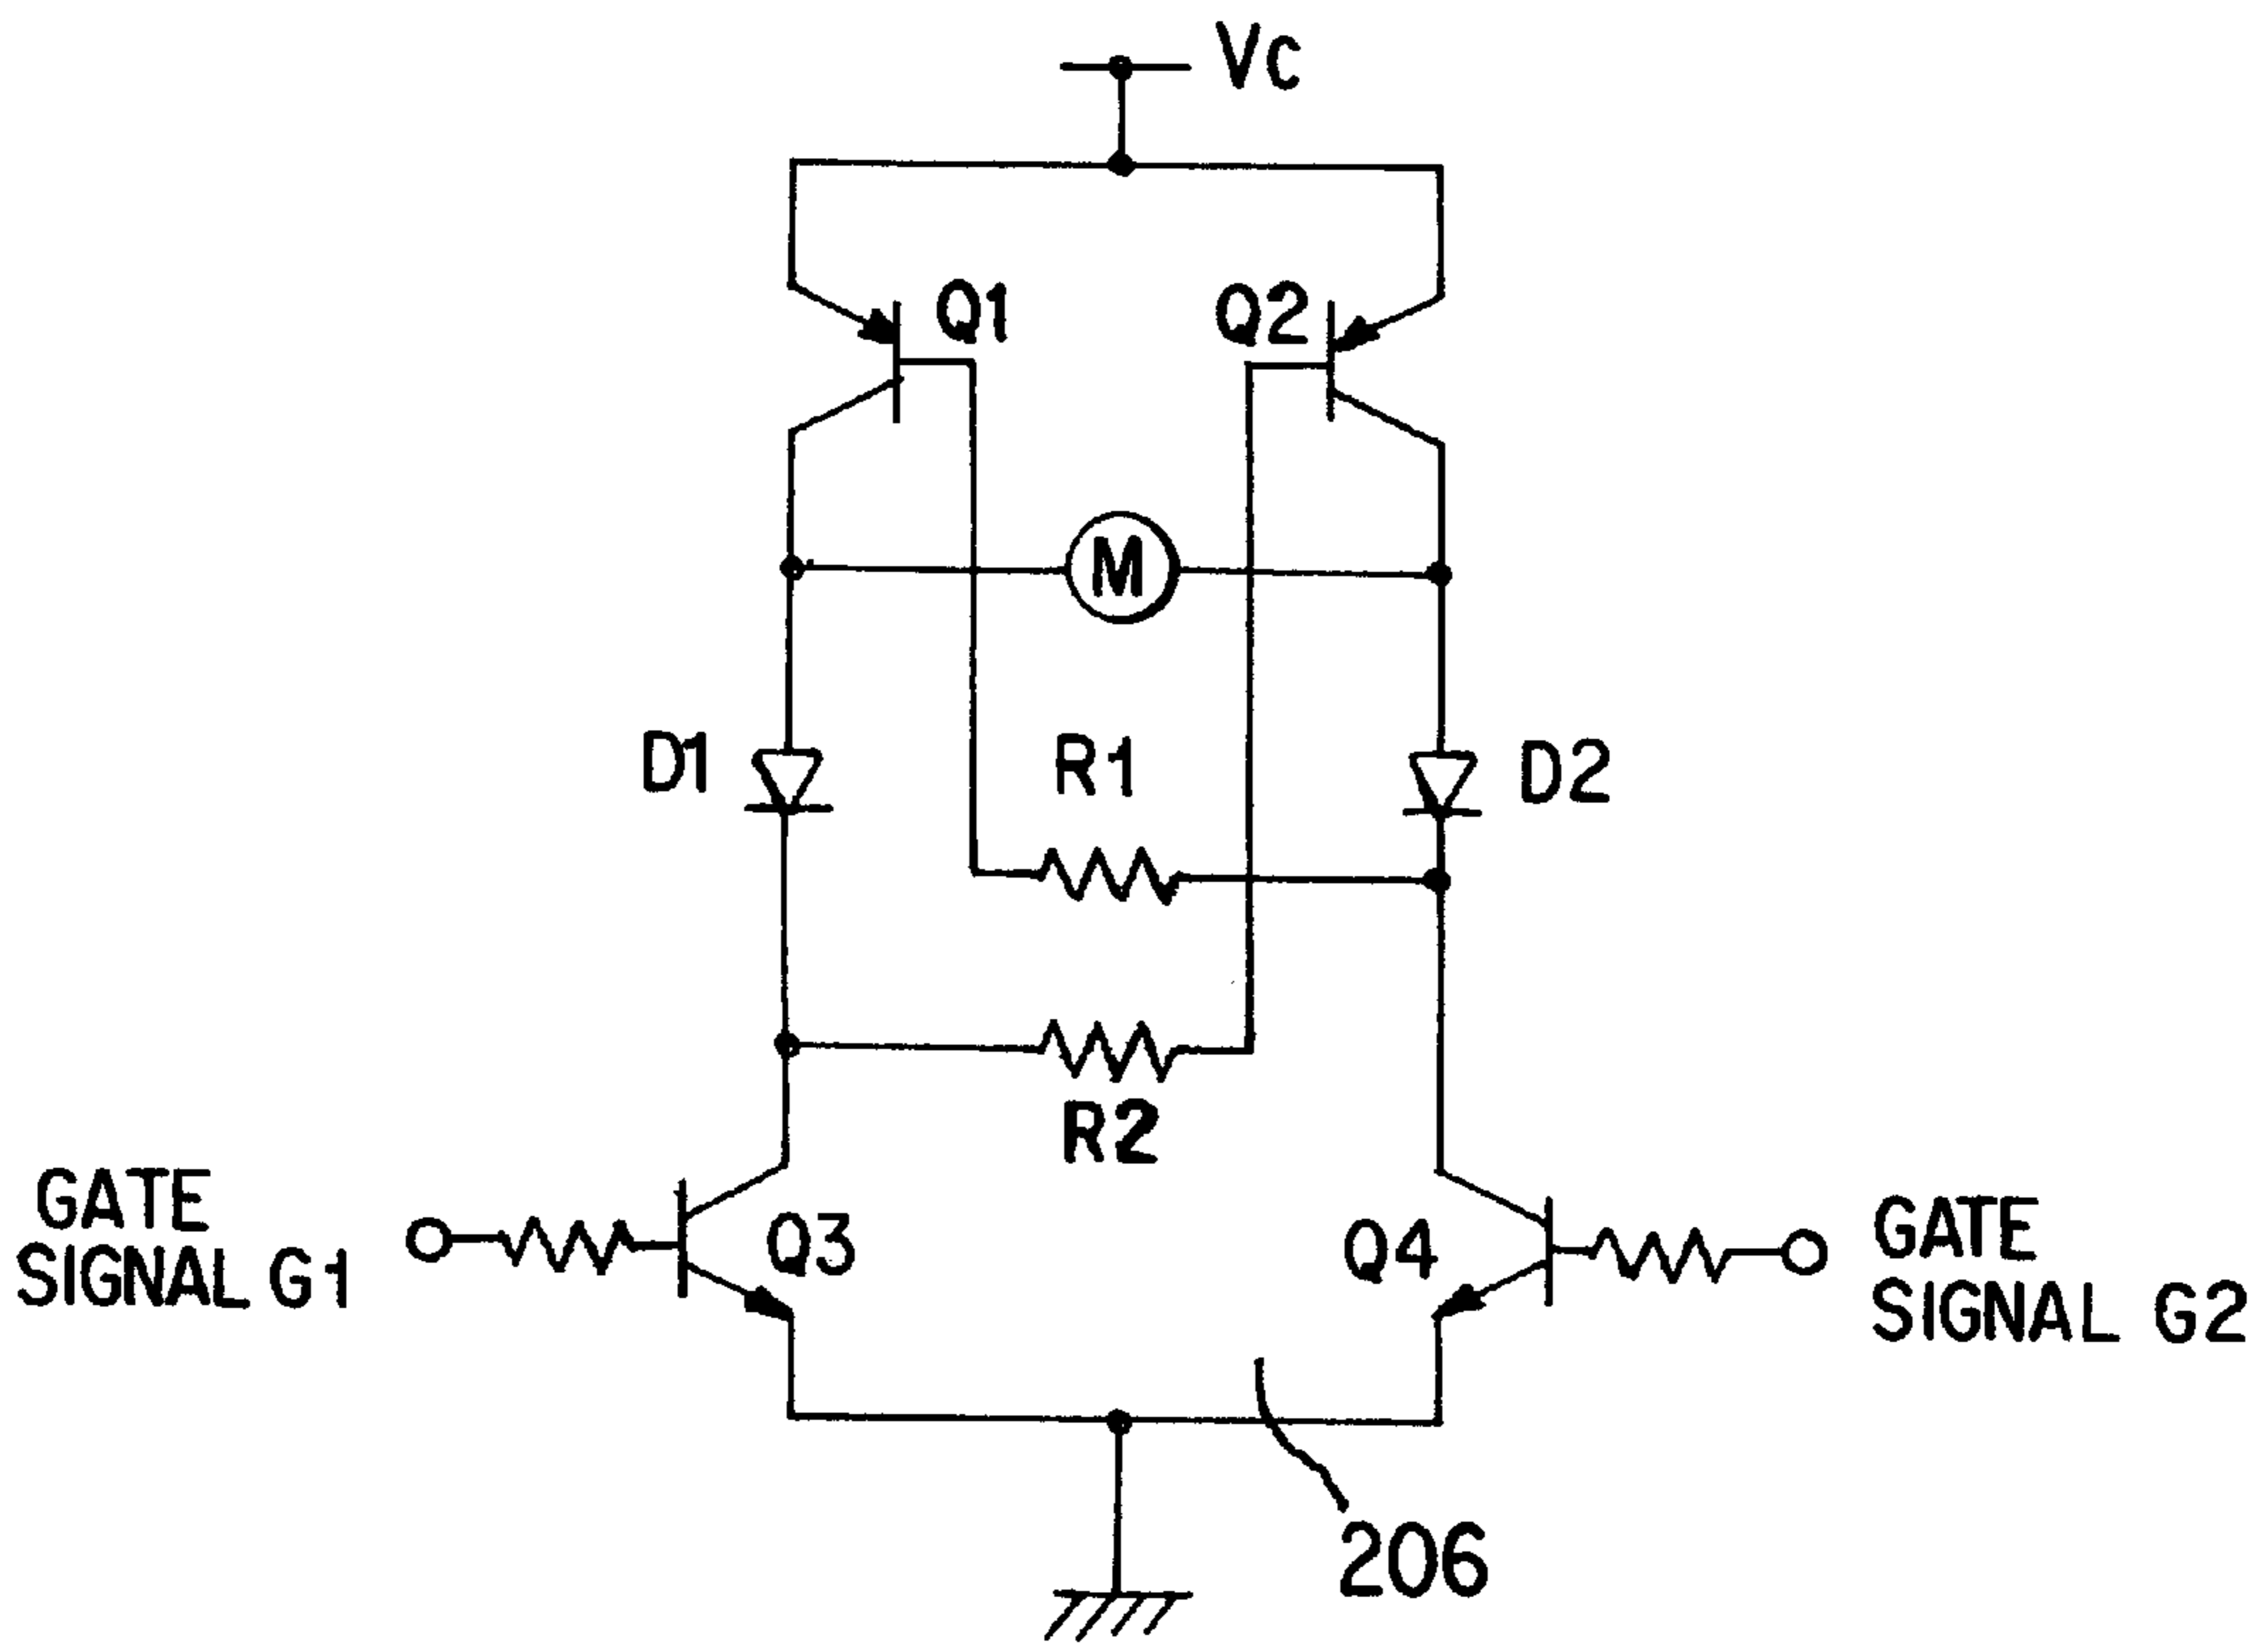 VC
Q1
Q2
M
D1
R1
D2
R2
GATE
SIGNAL G1
Q3
Q4
GATE
SIGNAL G2
206